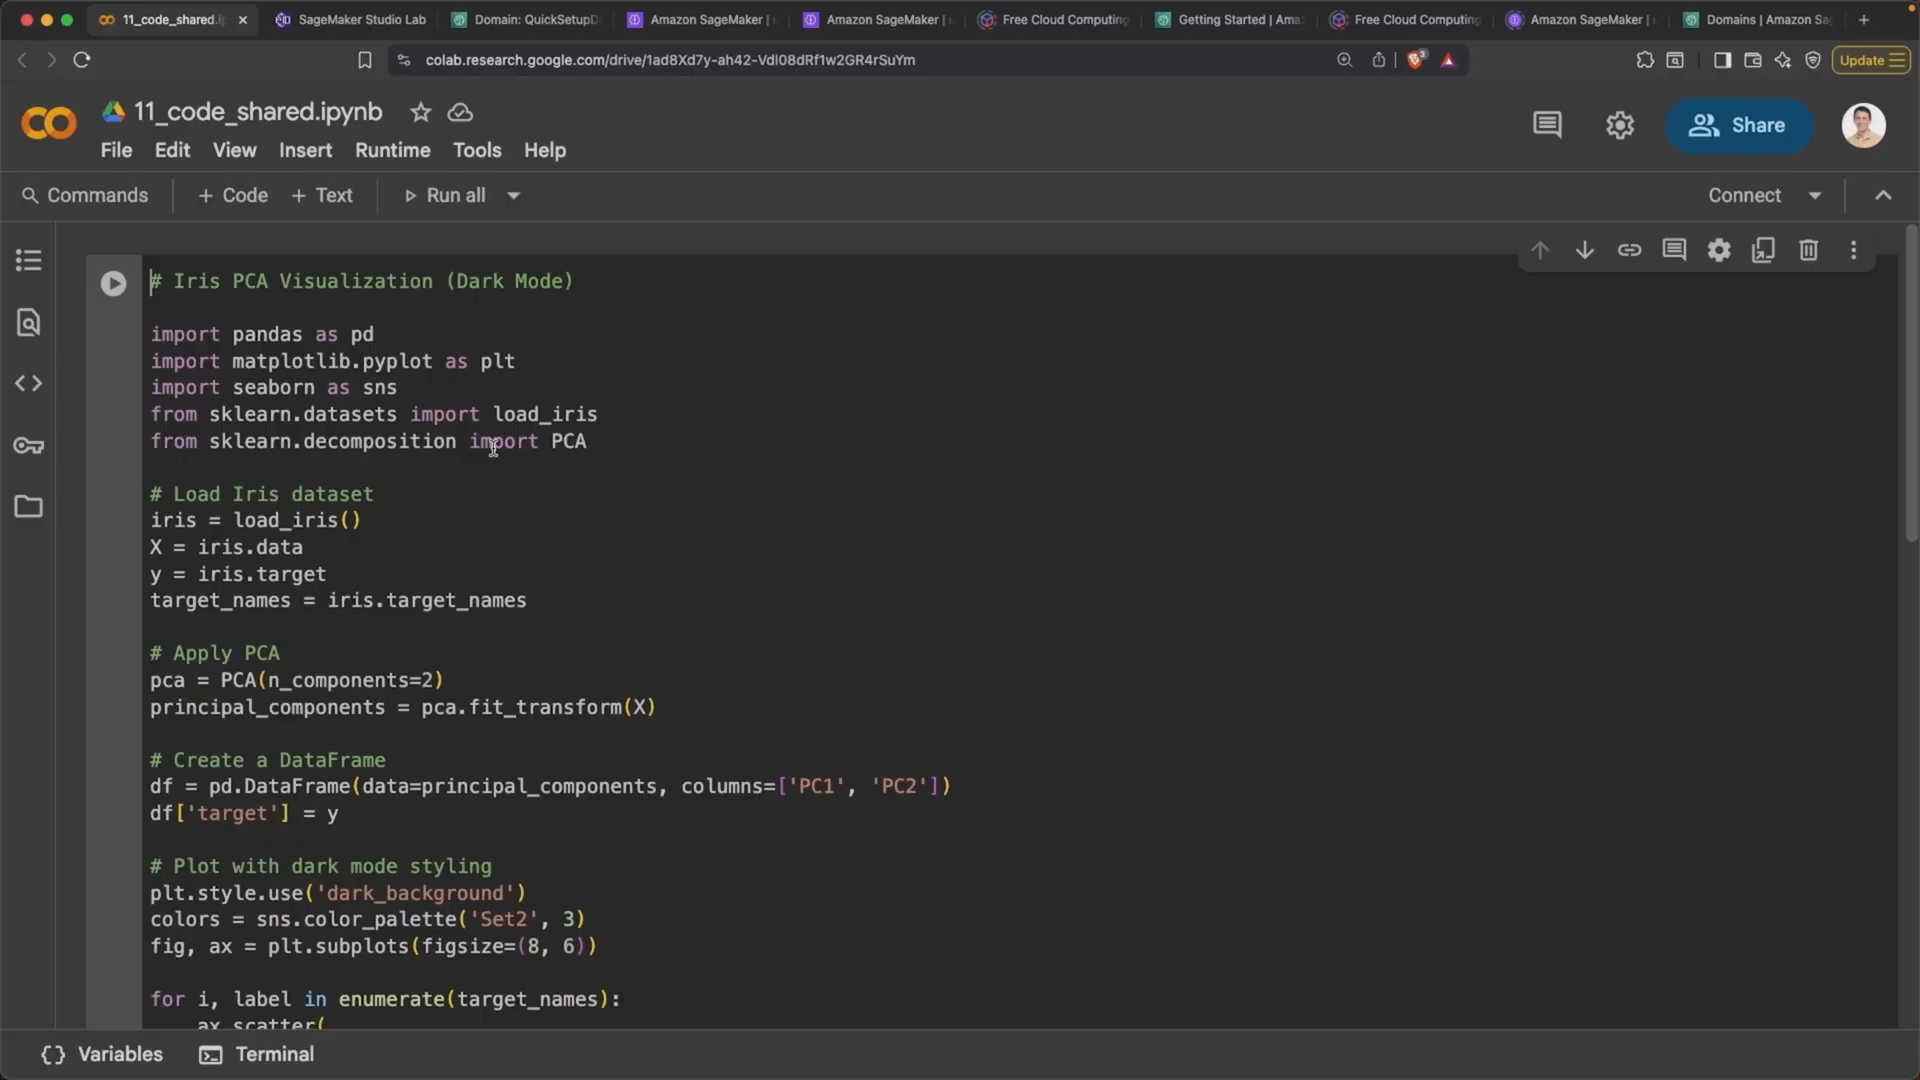 11_code_shared.i
SageMaker Studio Lab
Domain: QuickSetupD
Amazon SageMaker |
Amazon SageMaker |
Free Cloud Computing
Getting Started | Ama
Free Cloud Computing
Amazon SageMaker |
Domains | Amazon Sa
colab.research.google.com/drive/1ad8Xd7y-ah42-Vdl08dRf1w2GR4rSuYm
3
Update
11_code_shared.ipynb
File Edit View Insert Runtime Tools Help
Share
Commands
+ Code
+ Text
Run all
Connect
# Iris PCA Visualization (Dark Mode)
import pandas as pd
import matplotlib.pyplot as plt
import seaborn as sns
from sklearn.datasets import load_iris
from sklearn.decomposition import PCA
# Load Iris dataset
iris = load_iris()
X = iris.data
y = iris.target
target_names = iris.target_names
# Apply PCA
pca = PCA(n_components=2)
principal_components = pca.fit_transform(X)
# Create a DataFrame
df = pd.DataFrame(data=principal_components, columns=['PC1', 'PC2'])
df['target'] = y
# Plot with dark mode styling
plt.style.use('dark_background')
colors = sns.color_palette('Set2', 3)
fig, ax = plt.subplots(figsize=(8, 6))
for i, label in enumerate(target_names):
ax.scatter(
{} Variables
Terminal